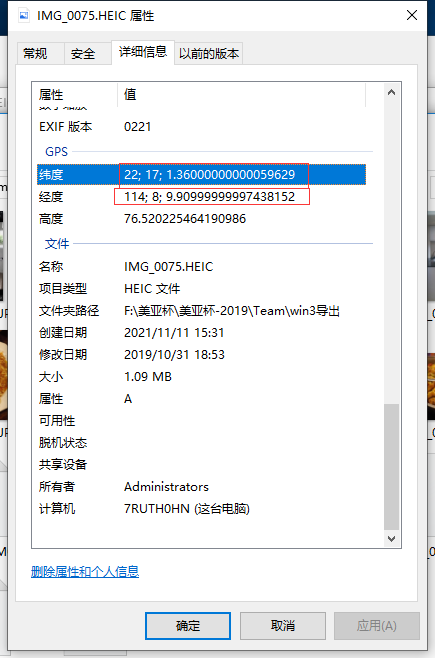 IMG_0075.HEIC 属性
常规 安全 详细信息 以前的版本
属性 值
EXIF 版本 0221
GPS
纬度 22; 17; 1.36000000000059629
经度 114; 8; 9.90999999997438152
高度 76.520225464190986
文件
名称 IMG_0075.HEIC
项目类型 HEIC 文件
文件夹路径 F:\美亚杯\美亚杯-2019\Team\win3导出
创建日期 2021/11/11 15:31
修改日期 2019/10/31 18:53
大小 1.09 MB
属性 A
可用性
脱机状态
共享设备
所有者 Administrators
计算机 7RUTH0HN (这台电脑)
删除属性和个人信息
确定 取消 应用(A)